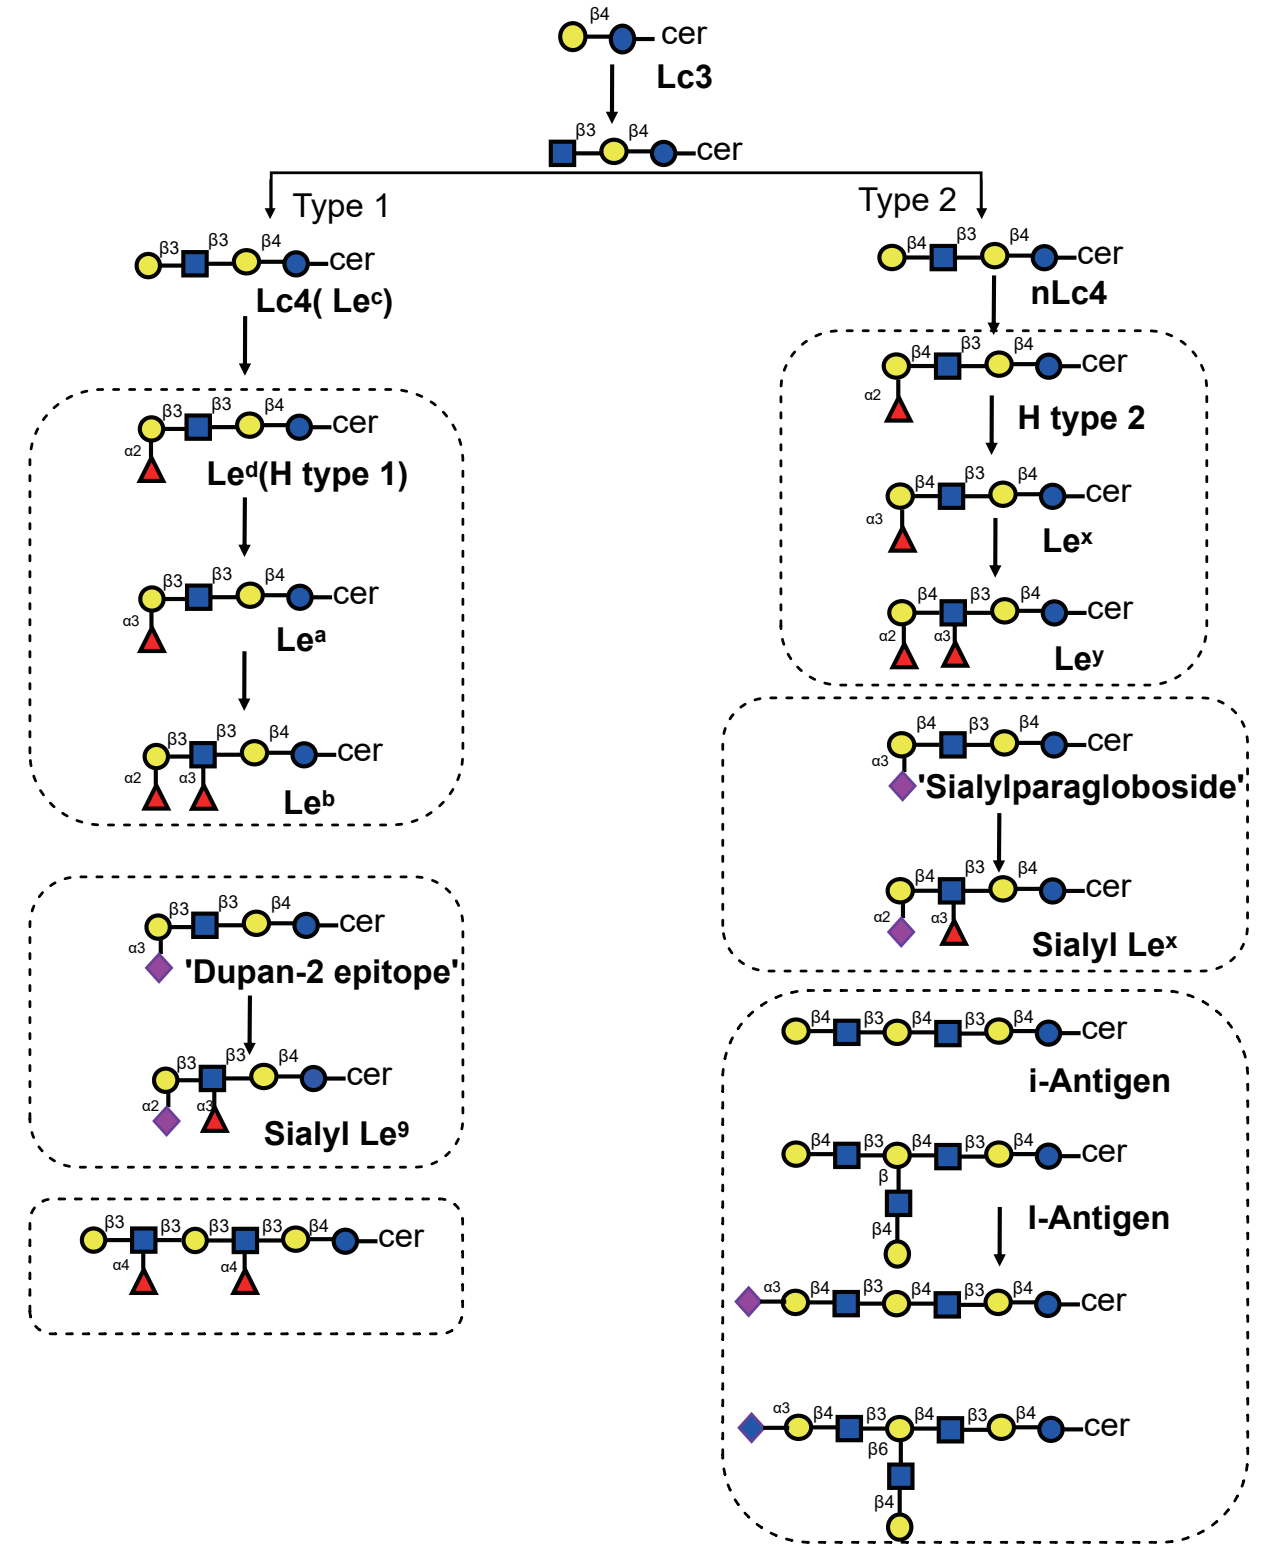 β4
cer
Lc3
β3 β4
cer
Type 1
Type 2
β3 β3 β4
cer
Lc4( Leᶜ)
β4 β3 β4
cer
nLc4
β3 β3 β4
cer
α2
Leᵈ(H type 1)
β4 β3 β4
cer
α2
H type 2
β3 β3 β4
cer
α3
Leᵃ
β4 β3 β4
cer
α3
Leˣ
β3 β3 β4
cer
α2 α3
Leᵇ
β4 β3 β4
cer
α2 α3
Leʸ
β3 β3 β4
cer
α3
'Dupan-2 epitope'
β4 β3 β4
cer
α3
'Sialylparagloboside'
β3 β3 β4
cer
α2 α3
Sialyl Le⁹
β4 β3 β4
cer
α2 α3
Sialyl Leˣ
β3 β3 β3 β3 β4
cer
α4 α4
β4 β3 β4 β3 β4
cer
i-Antigen
β4 β3 β4 β3 β4
cer
β
β4
I-Antigen
α3 β4 β3 β4 β3 β4
cer
α3 β4 β3 β4 β3 β4
cer
β6
β4